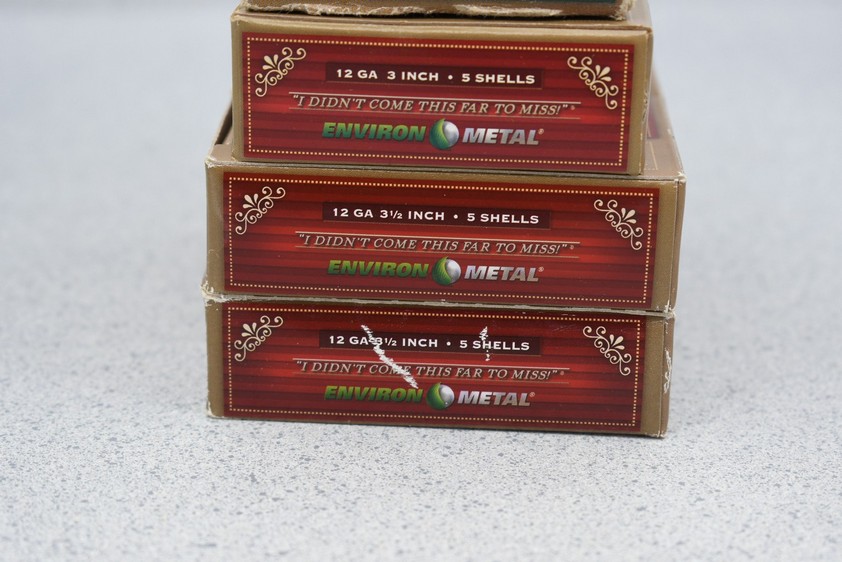 12 GA 3 INCH • 5 SHELLS
"I DIDN'T COME THIS FAR TO MISS!"®
ENVIRON METAL®
12 GA 3½ INCH • 5 SHELLS
"I DIDN'T COME THIS FAR TO MISS!"®
ENVIRON METAL®
12 GA 3½ INCH • 5 SHELLS
"I DIDN'T COME THIS FAR TO MISS!"®
ENVIRON METAL®